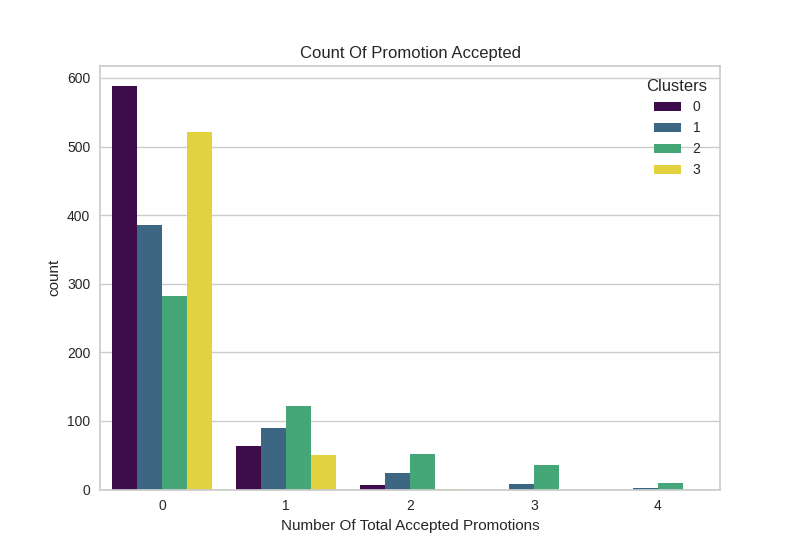 Count Of Promotion Accepted
600
500
400
300
200
100
0
count
Clusters
0
1
2
3
0 1 2 3 4
Number Of Total Accepted Promotions